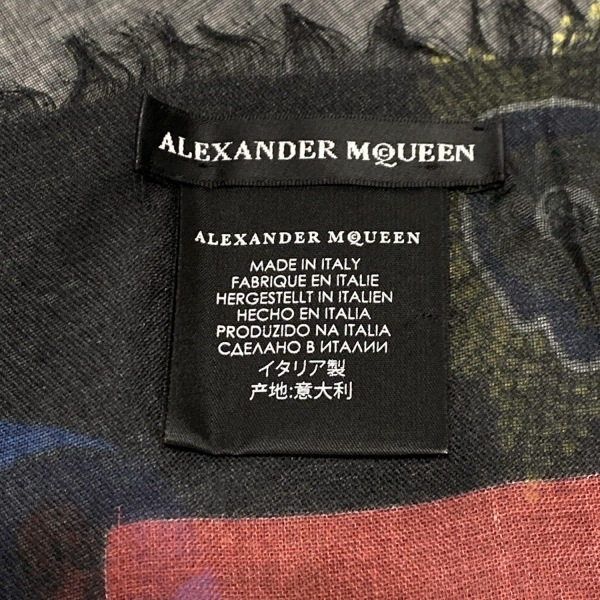 ALEXANDER MCQUEEN
ALEXANDER MCQUEEN
MADE IN ITALY
FABRIQUE EN ITALIE
HERGESTELLT IN ITALIEN
HECHO EN ITALIA
PRODUZIDO NA ITALIA
СДЕЛАНО В ИТАЛИИ
イタリア製
产地:意大利